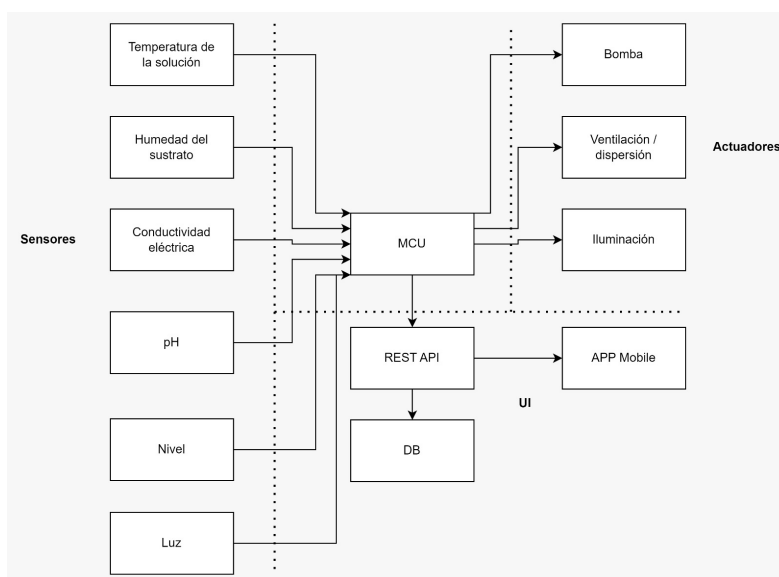 Temperatura de
la solución
Bomba
Humedad del
sustrato
Ventilación /
dispersión
Actuadores
Sensores
Conductividad
eléctrica
MCU
Iluminación
pH
REST API
APP Mobile
UI
Nivel
DB
Luz